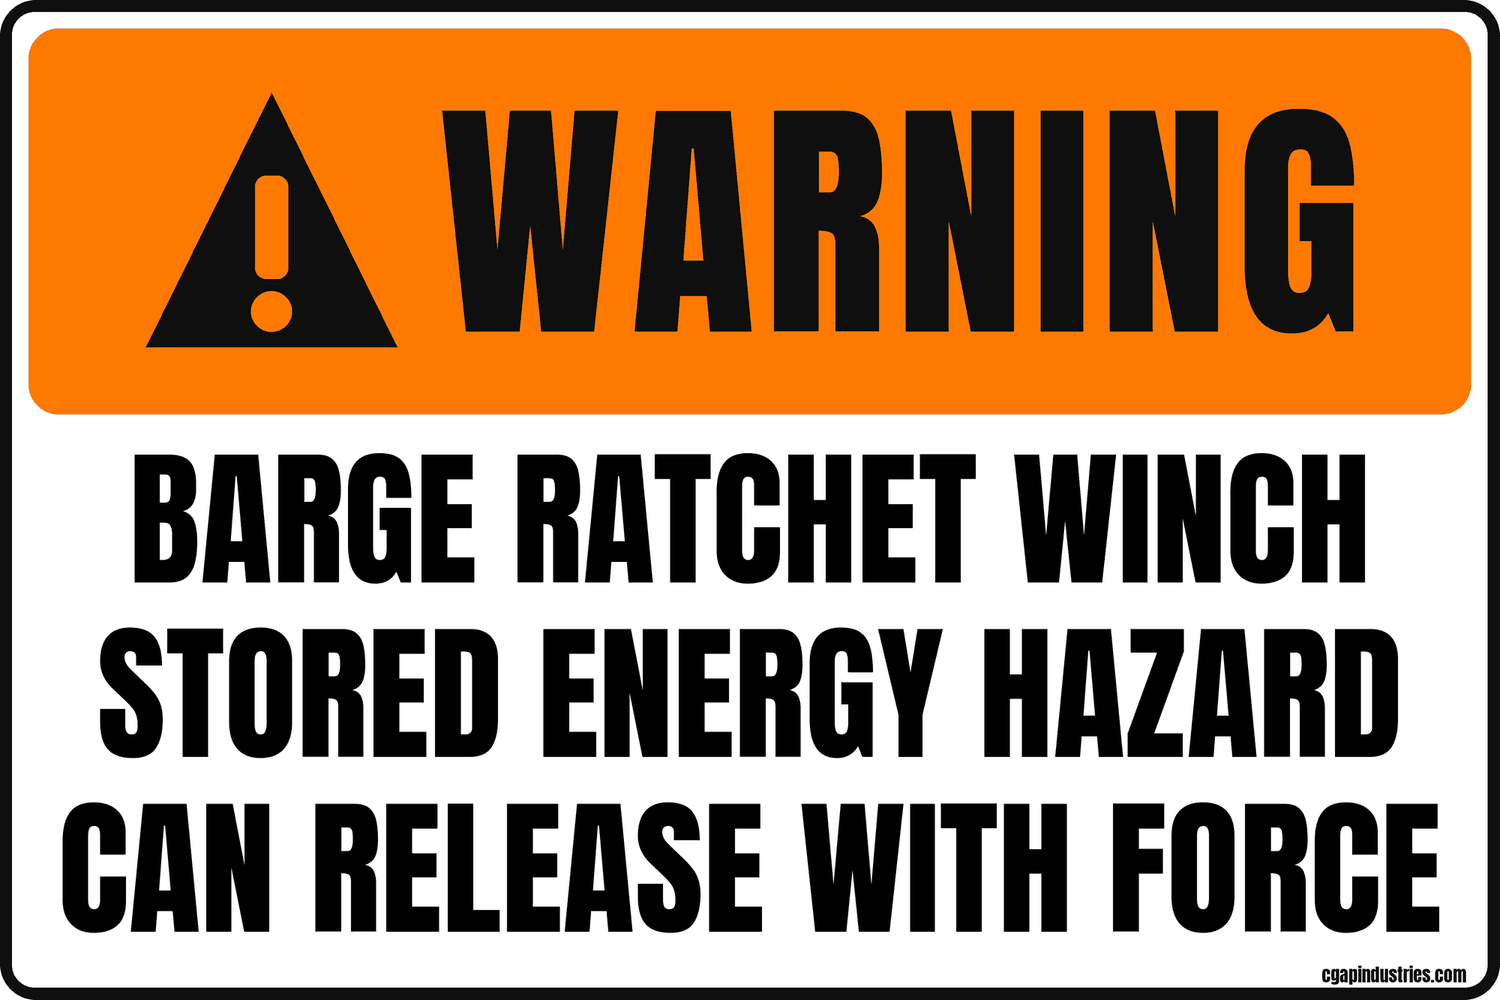 WARNING
BARGE RATCHET WINCH
STORED ENERGY HAZARD
CAN RELEASE WITH FORCE
cgapindustries.com